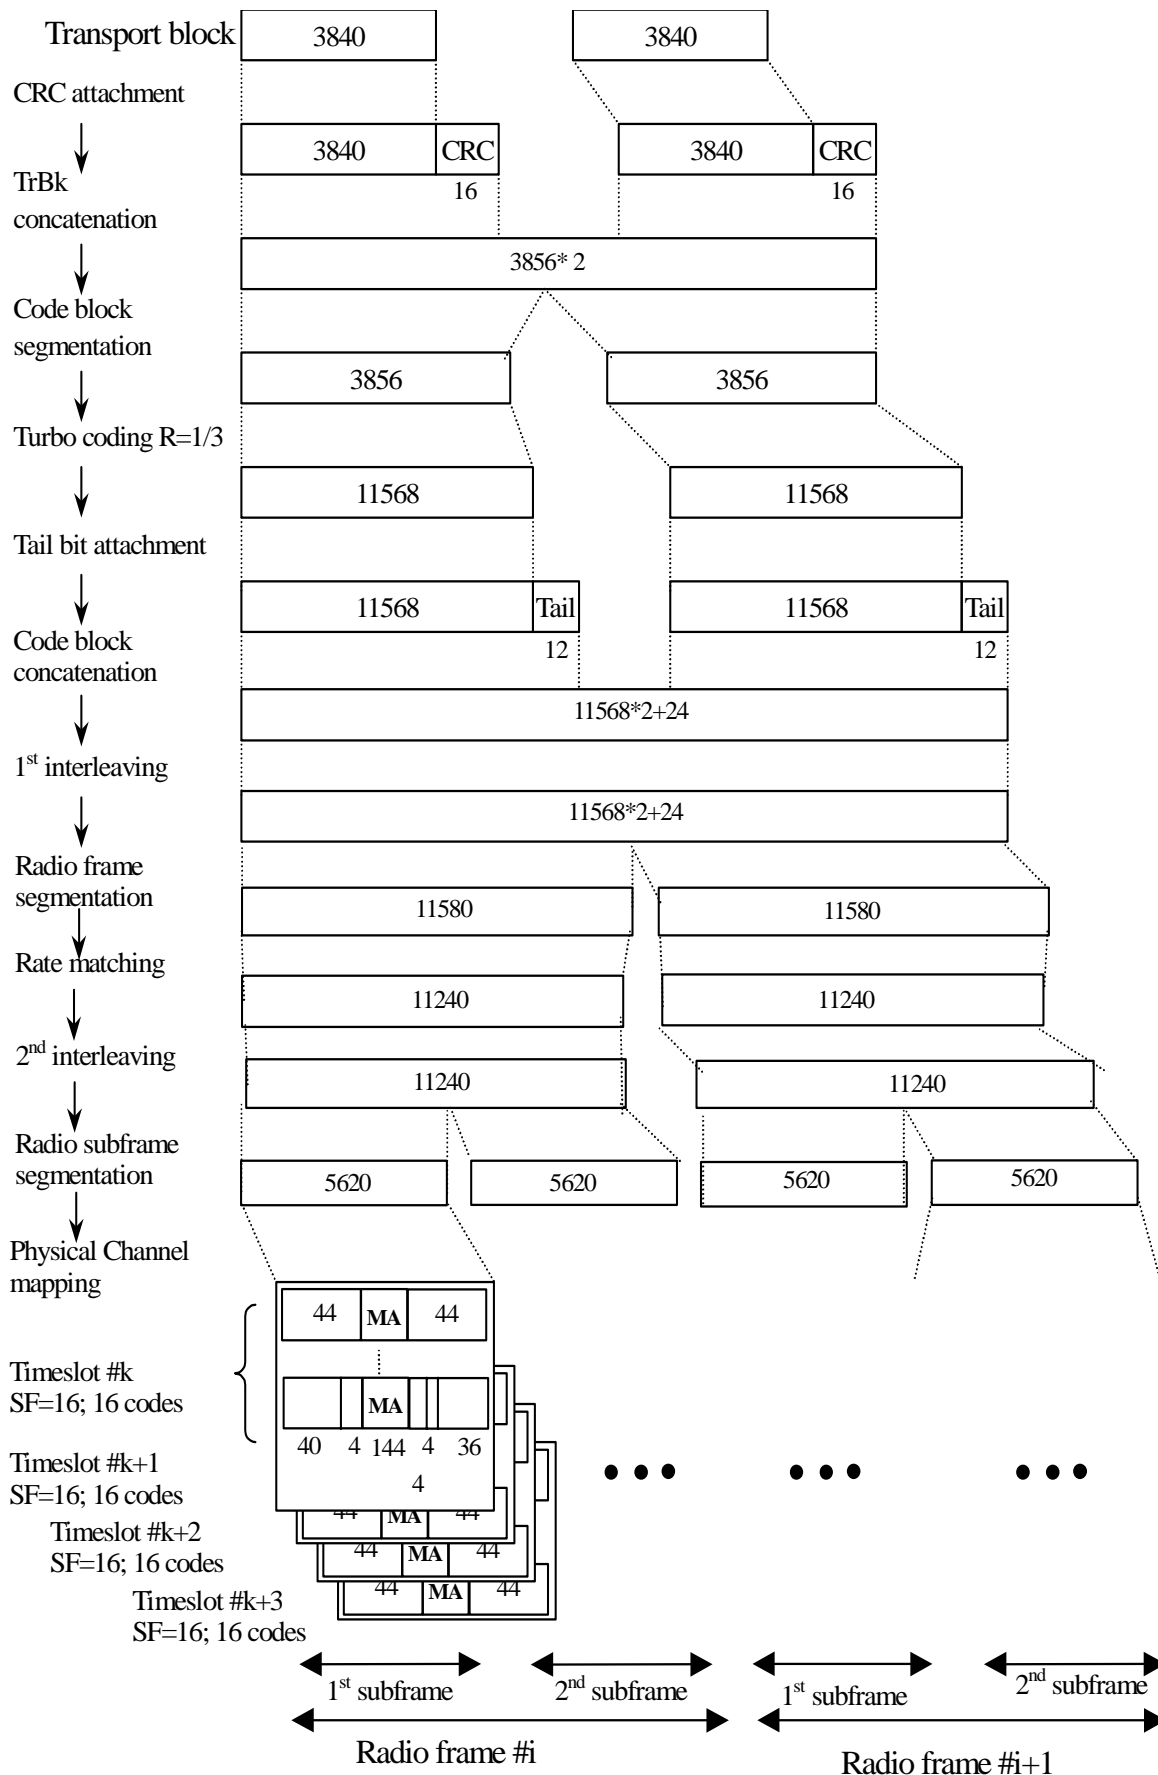 Transport block
3840
3840
CRC attachment
3840
CRC
3840
CRC
16
16
TrBk
concatenation
3856* 2
Code block
segmentation
3856
3856
Turbo coding R=1/3
11568
11568
Tail bit attachment
11568
Tail
11568
Tail
12
12
Code block
concatenation
11568*2+24
1st interleaving
11568*2+24
Radio frame
segmentation
11580
11580
Rate matching
11240
11240
2nd interleaving
11240
11240
Radio subframe
segmentation
5620
5620
5620
5620
Physical Channel
mapping
44
MA
44
Timeslot #k
SF=16; 16 codes
MA
40
4
144
4
36
4
Timeslot #k+1
SF=16; 16 codes
44
MA
44
Timeslot #k+2
SF=16; 16 codes
44
MA
44
Timeslot #k+3
SF=16; 16 codes
44
MA
44
1st subframe
2nd subframe
1st subframe
2nd subframe
Radio frame #i
Radio frame #i+1